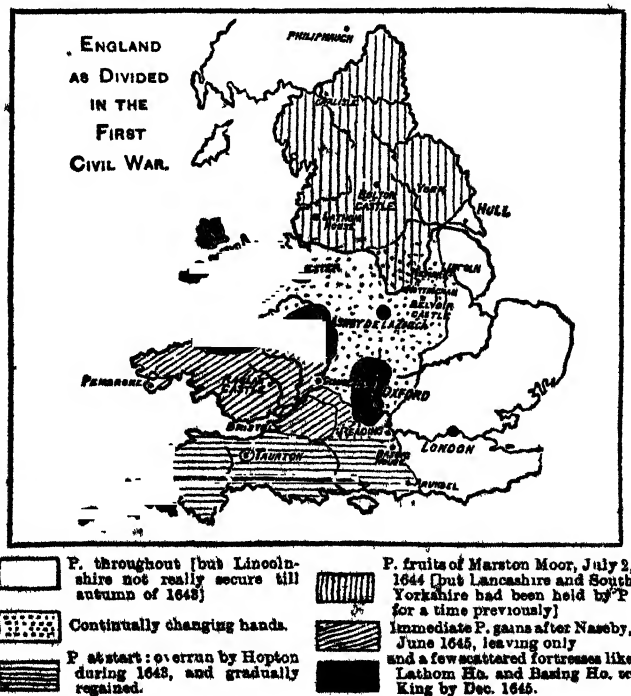 ENGLAND
AS DIVIDED
IN THE
FIRST
CIVIL WAR.
PHILIPHAUGH
CARLISLE
YORK
BOLTON
CASTLE
HULL
LATHOM
HOUSE
LINCOLN
NOTTINGHAM
BELVOIR
CASTLE
ASHBY DE LA ZOUCH
PEMBROKE
RAGLAN
CASTLE
OXFORD
BRISTOL
READING
LONDON
TAUNTON
BASING
HOUSE
ARUNDEL
P. throughout [but Lincoln-
shire not really secure till
autumn of 1643]
Continually changing hands.
P at start: overrun by Hopton
during 1643, and gradually
regained.
P. fruits of Marston Moor, July 2,
1644 [but Lancashire and South
Yorkshire had been held by P
for a time previously]
Immediate P. gains after Naseby,
June 1645, leaving only
and a few scattered fortresses like
Lathom Ho. and Basing Ho. to
King by Dec. 1645.